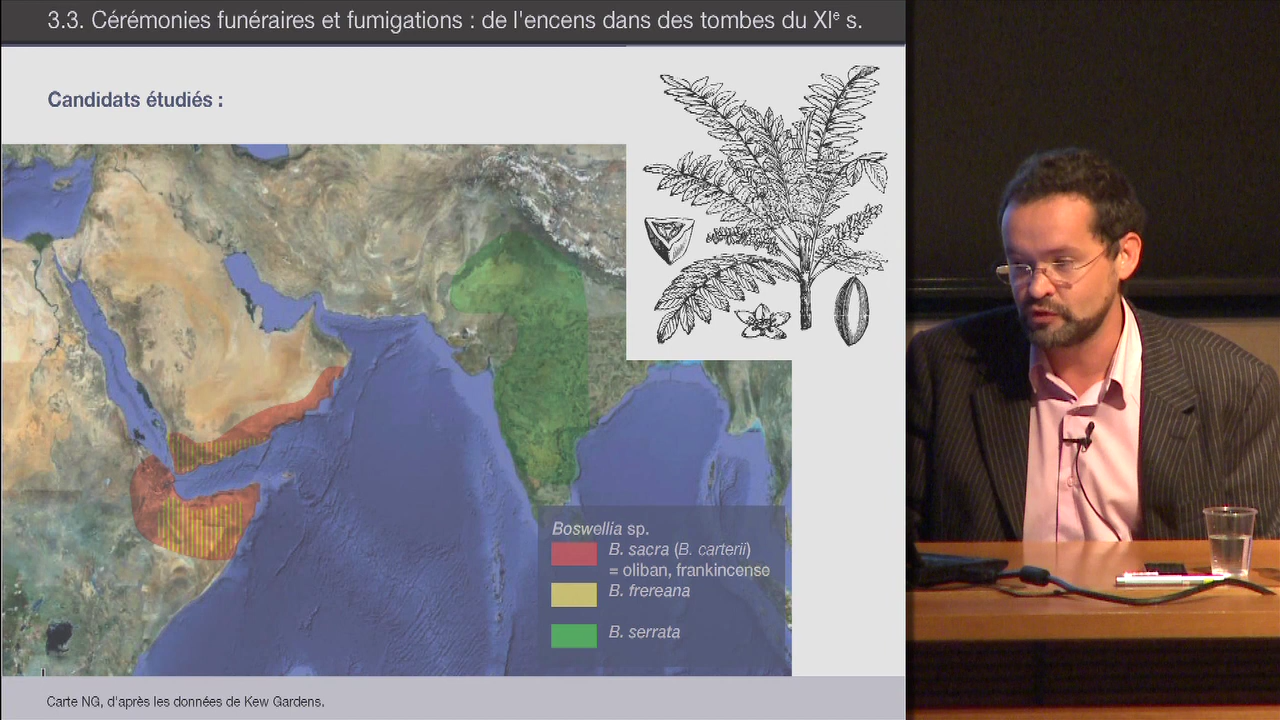 3.3. Cérémonies funéraires et fumigations : de l'encens dans des tombes du XIe s.
Candidats étudiés :
Boswellia sp.
B. sacra (B. carterii)
= oliban, frankincense
B. frereana
B. serrata
Carte NG, d'après les données de Kew Gardens.